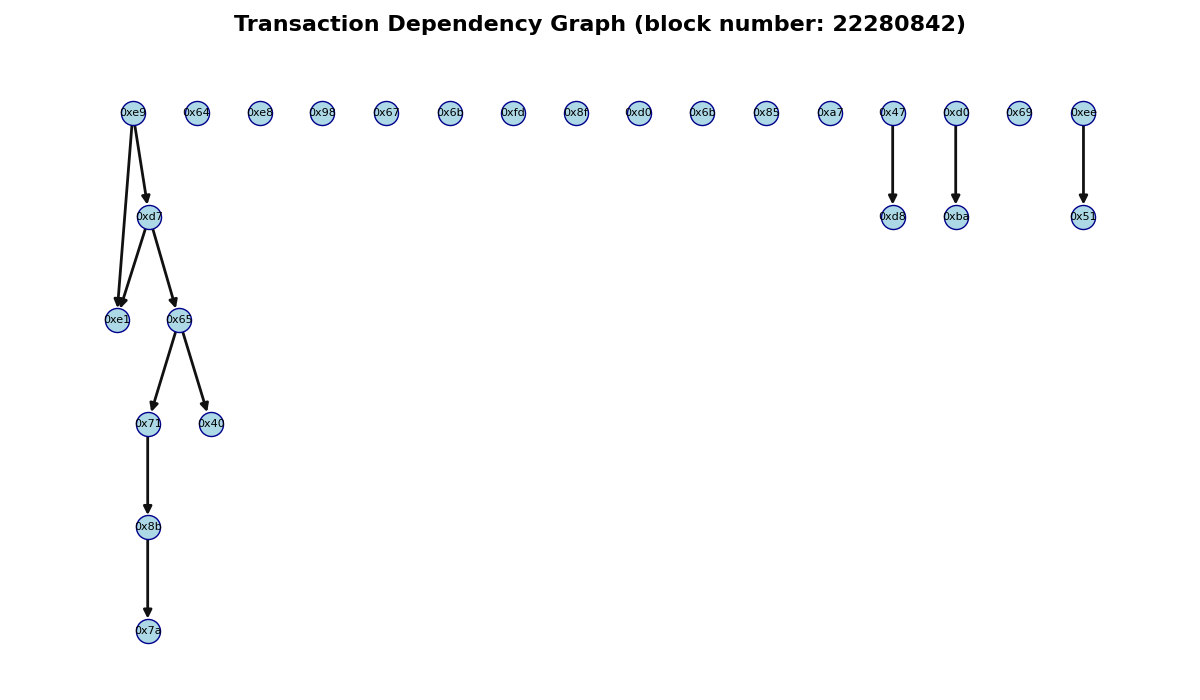 Transaction Dependency Graph (block number: 22280842)
0xe9 0x64 0xe8 0x98 0x67 0x6b 0xfd 0x8f 0xd0 0x6b 0x85 0xa7 0x47 0xd0 0x69 0xee
0xd7 0xd8 0xba 0x51
0xe1 0x65
0x71 0x40
0x8b
0x7a